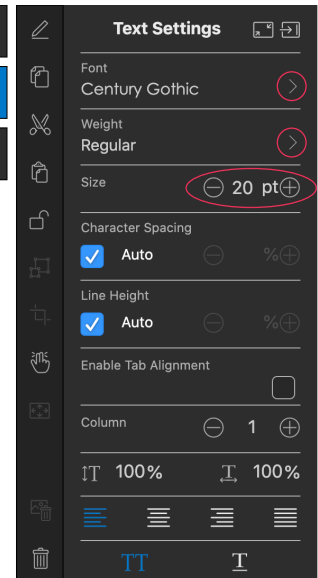 Text Settings
Font
Century Gothic
Weight
Regular
Size
20 pt
Character Spacing
Auto
%
Line Height
Auto
%
Enable Tab Alignment
Column
1
T 100% T 100%
TT T